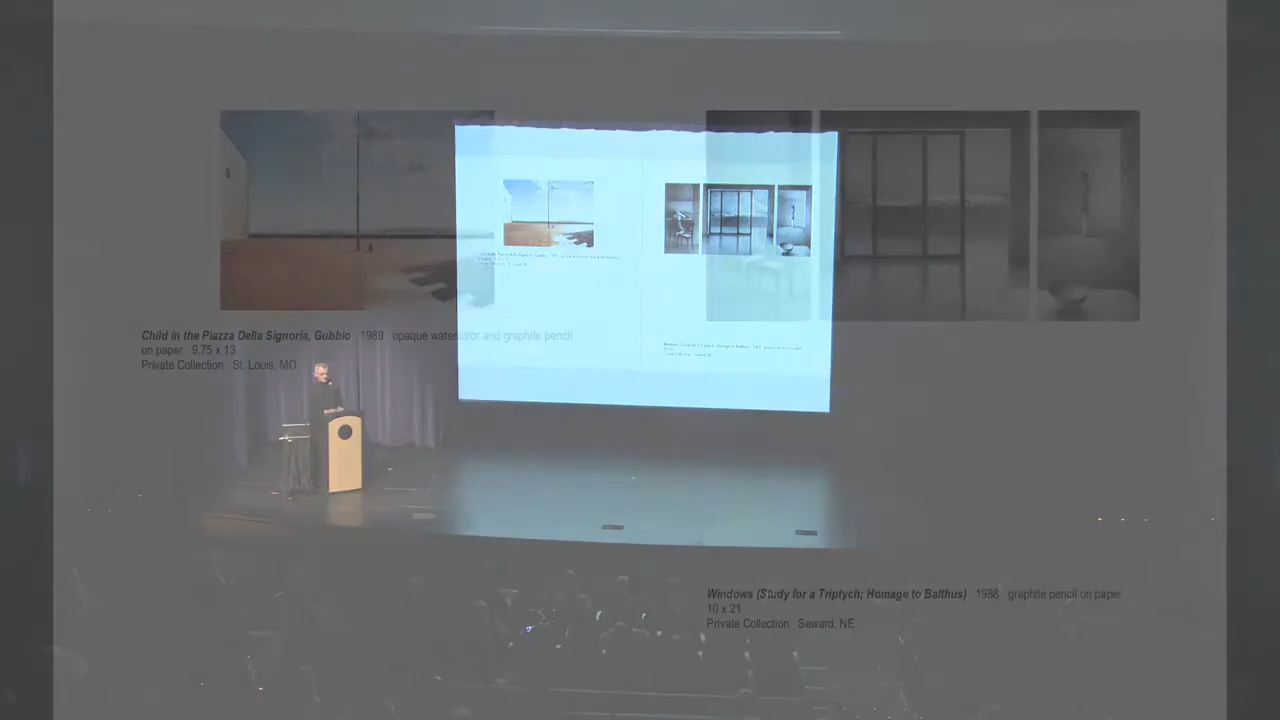 Child in the Piazza Della Signoria, Gubbio 1989 opaque watercolor and graphite pencil
on paper 9.75 x 13
Private Collection St. Louis, MO
Windows (Study for a Triptych; Homage to Balthus) 1988 graphite pencil on paper
10 x 21
Private Collection Seward, NE